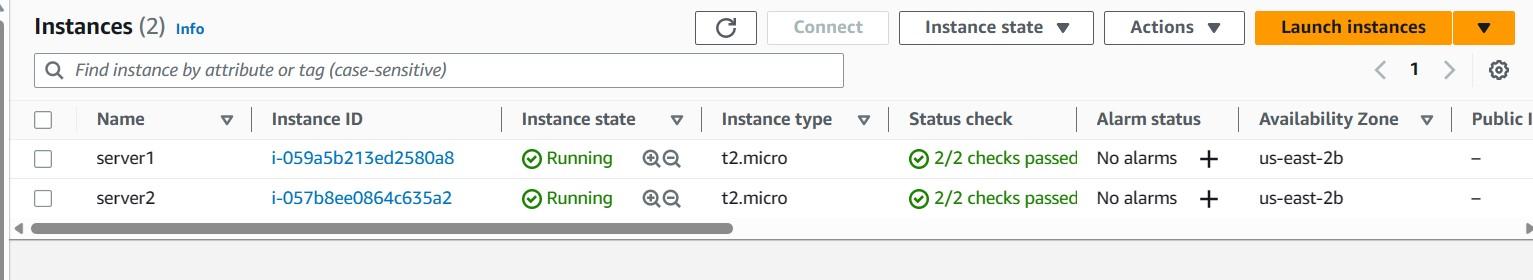 Instances (2) Info Connect Instance state Actions Launch instances
Find instance by attribute or tag (case-sensitive) 1
Name Instance ID Instance state Instance type Status check Alarm status Availability Zone Public I
server1 i-059a5b213ed2580a8 Running t2.micro 2/2 checks passed No alarms + us-east-2b –
server2 i-057b8ee0864c635a2 Running t2.micro 2/2 checks passed No alarms + us-east-2b –